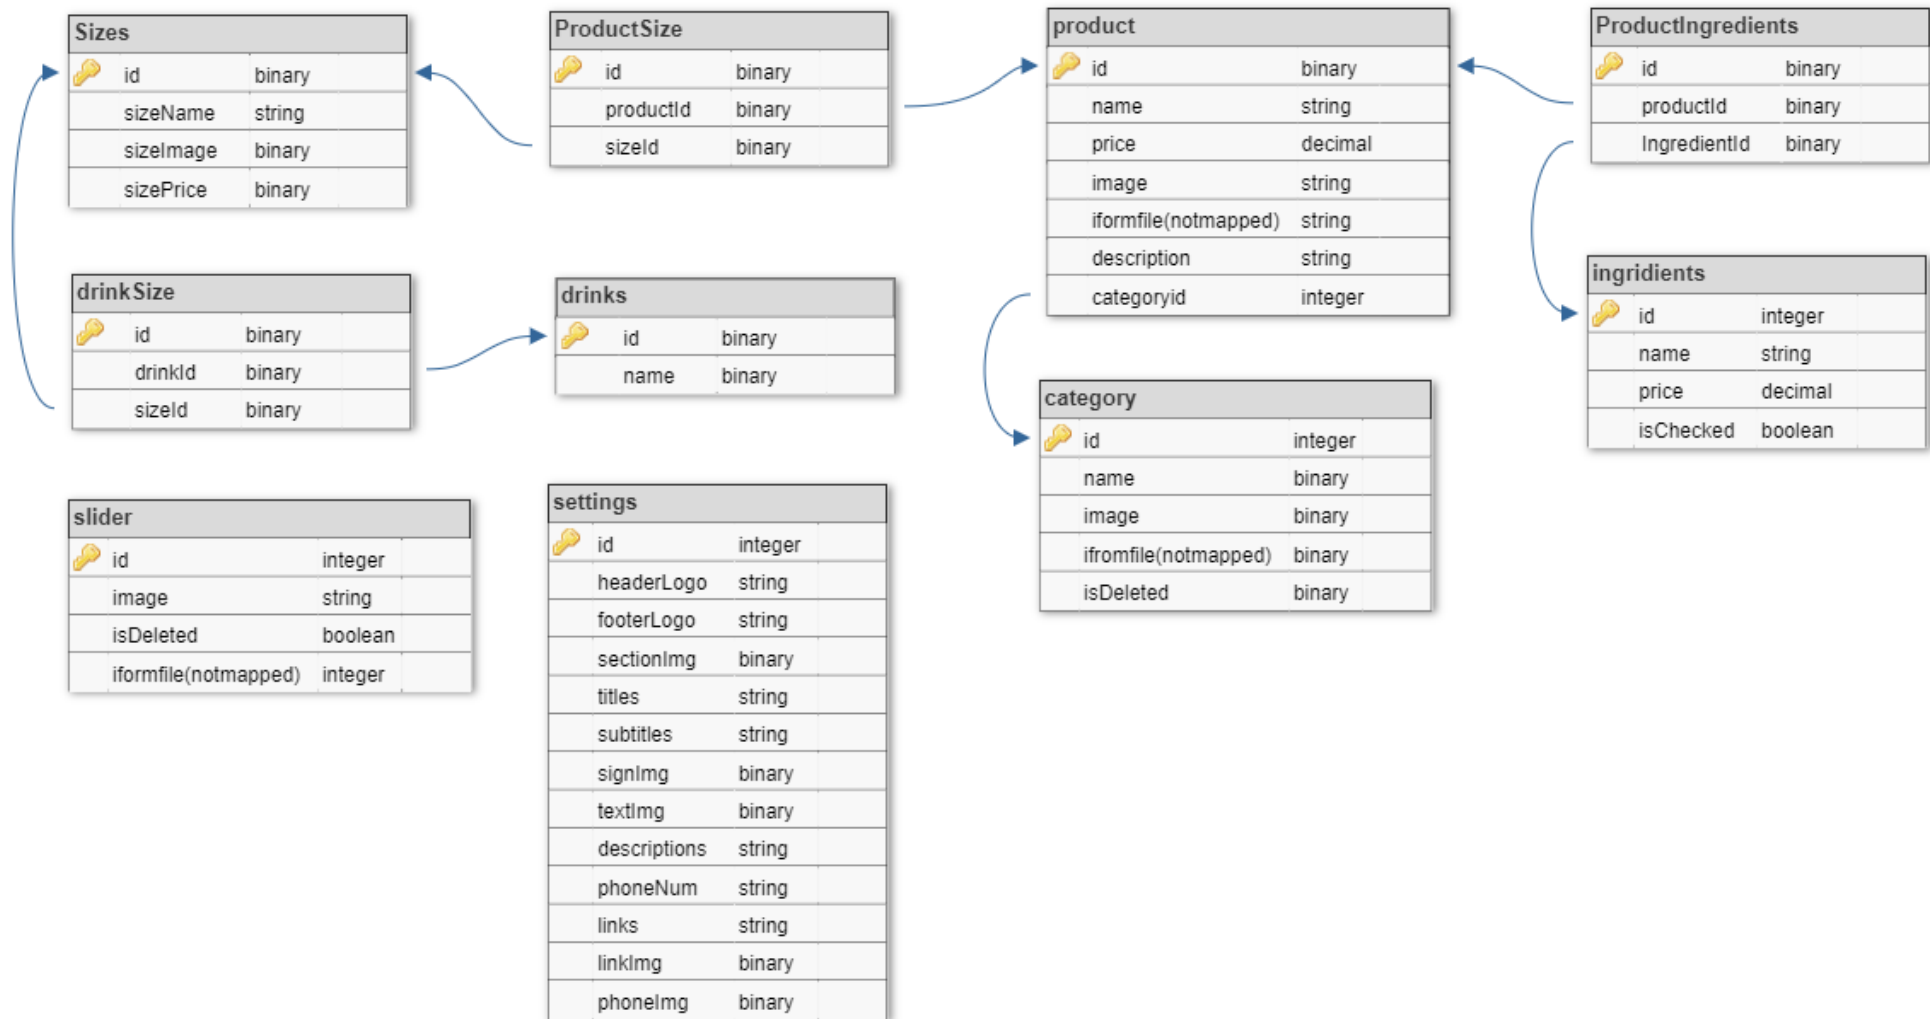 Sizes
id binary
sizeName string
sizeImage binary
sizePrice binary
ProductSize
id binary
productId binary
sizeId binary
product
id binary
name string
price decimal
image string
iformfile(notmapped) string
description string
categoryid integer
ProductIngredients
id binary
productId binary
IngredientId binary
drinkSize
id binary
drinkId binary
sizeId binary
drinks
id binary
name binary
category
id integer
name binary
image binary
ifromfile(notmapped) binary
isDeleted binary
ingridients
id integer
name string
price decimal
isChecked boolean
slider
id integer
image string
isDeleted boolean
iformfile(notmapped) integer
settings
id integer
headerLogo string
footerLogo string
sectionImg binary
titles string
subtitles string
signImg binary
textImg binary
descriptions string
phoneNum string
links string
linkImg binary
phoneImg binary